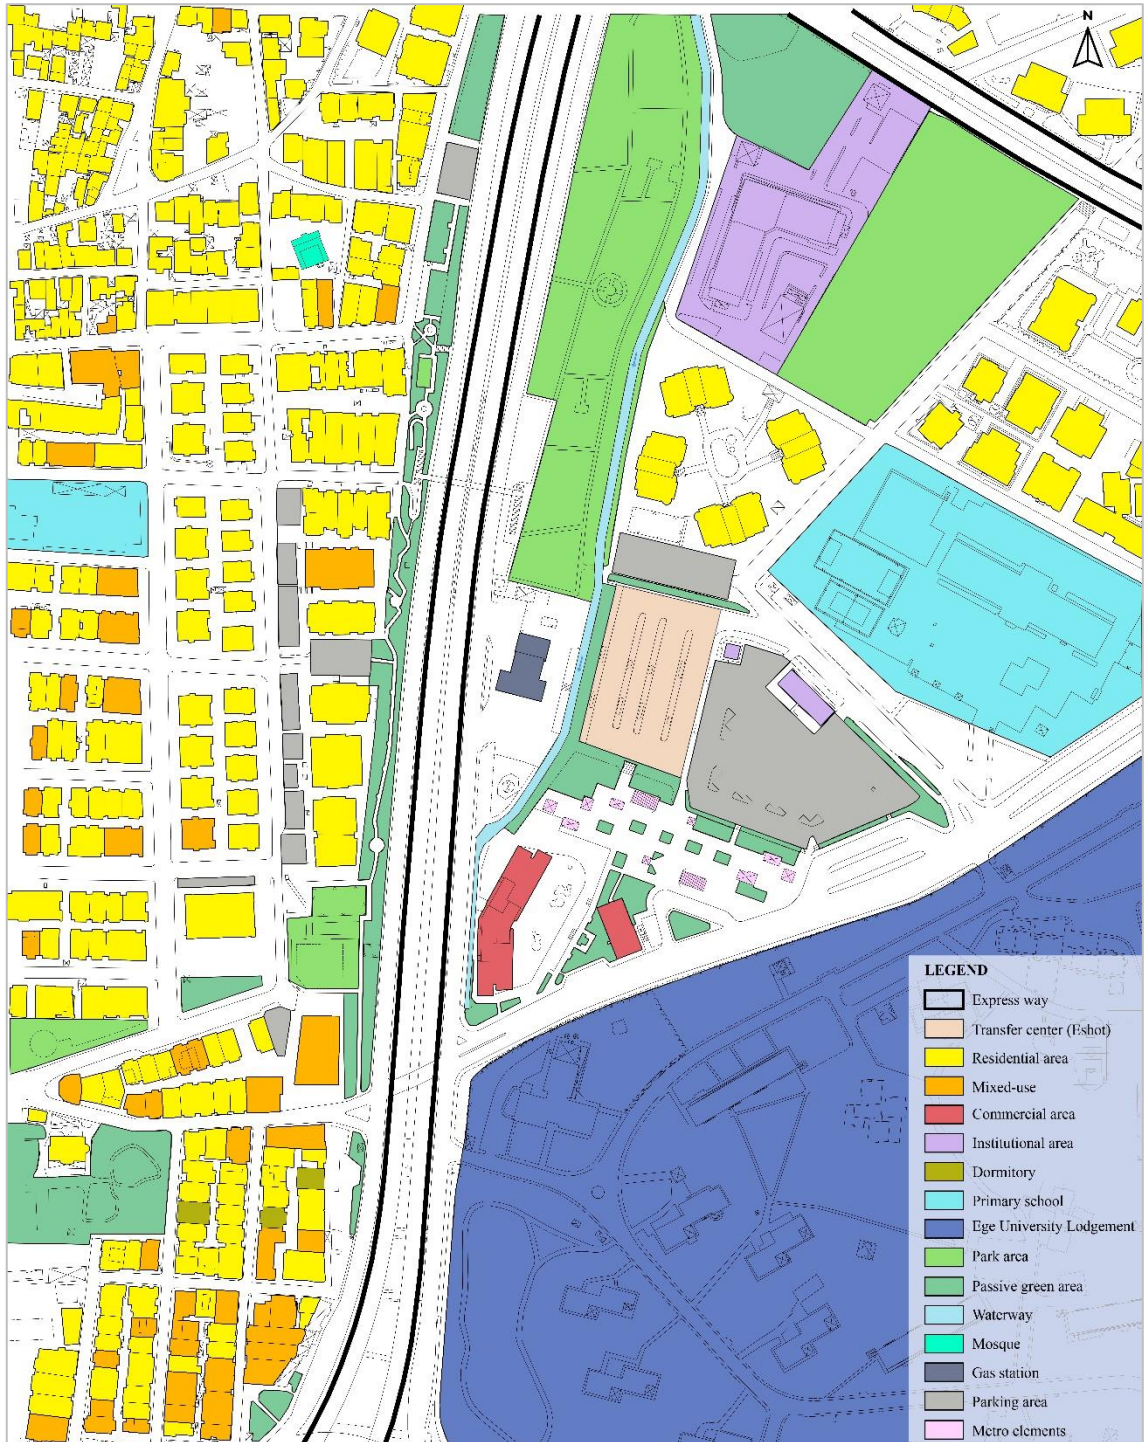 N
LEGEND
Express way
Transfer center (Eshot)
Residential area
Mixed-use
Commercial area
Institutional area
Dormitory
Primary school
Ege University Lodgement
Park area
Passive green area
Waterway
Mosque
Gas station
Parking area
Metro elements